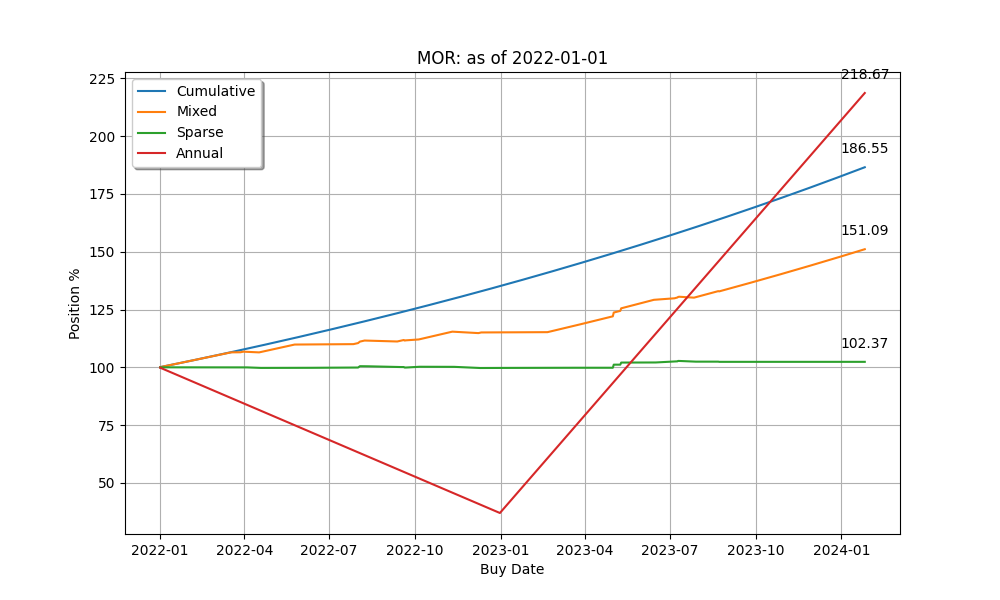 MOR: as of 2022-01-01
Cumulative
Mixed
Sparse
Annual
218.67
186.55
151.09
102.37
Position %
225
200
175
150
125
100
75
50
2022-01 2022-04 2022-07 2022-10 2023-01 2023-04 2023-07 2023-10 2024-01
Buy Date